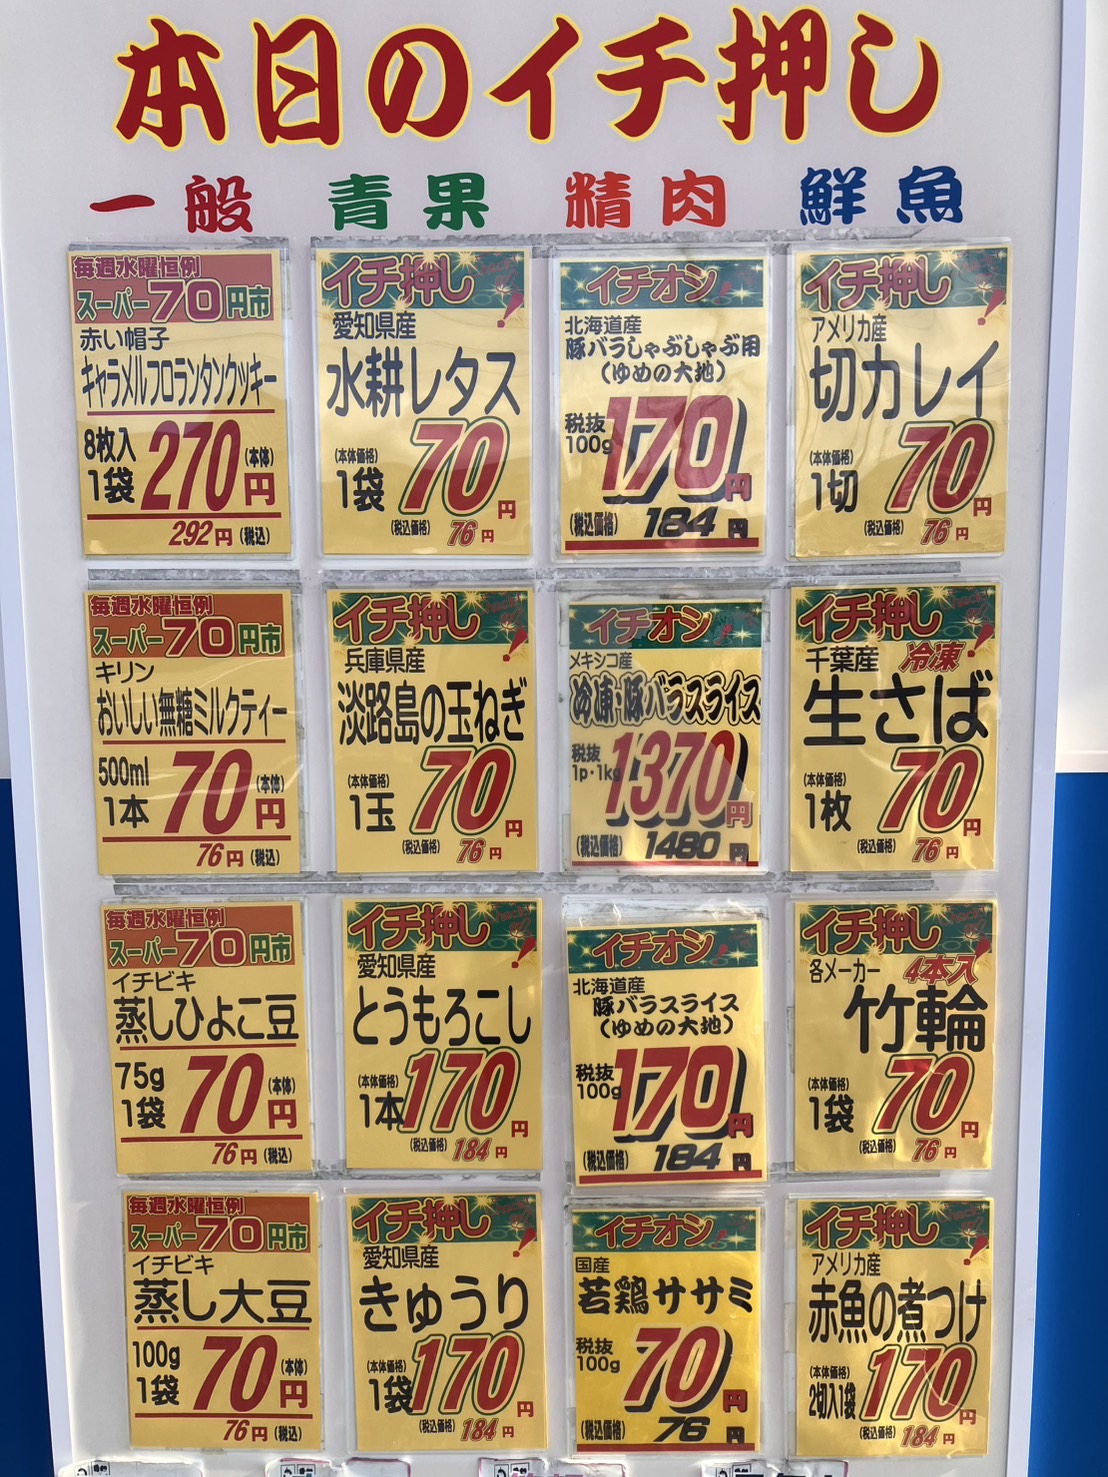 本日のイチ押し
一般
青果
精肉
鮮魚
毎週水曜恒例
スーパー70円市
赤い帽子
キャラメルフロランタンクッキー
8枚入
1袋
270円
(本体)
292円(税込)
イチ押し
愛知県産
水耕レタス
(本体価格)
1袋
70円
(税込価格) 76円
イチオシ
北海道産
豚バラしゃぶしゃぶ用
(ゆめの大地)
税抜
100g
170円
(税込価格) 184円
イチ押し
アメリカ産
切カレイ
(本体価格)
1切
70円
(税込価格) 76円
毎週水曜恒例
スーパー70円市
キリン
おいしい無糖ミルクティー
500ml
1本
70円
(本体)
76円(税込)
イチ押し
兵庫県産
淡路島の玉ねぎ
(本体価格)
1玉
70円
(税込価格) 76円
イチオシ
メキシコ産
冷凍・豚バラスライス
税抜
1p・1kg
1370円
(税込価格) 1480円
イチ押し
千葉産 冷凍
生さば
(本体価格)
1枚
70円
(税込価格) 76円
毎週水曜恒例
スーパー70円市
イチビキ
蒸しひよこ豆
75g
1袋
70円
(本体)
76円(税込)
イチ押し
愛知県産
とうもろこし
(本体価格)
1本
170円
(税込価格) 184円
イチオシ
北海道産
豚バラスライス
(ゆめの大地)
税抜
100g
170円
(税込価格) 184円
イチ押し
各メーカー 4本入
竹輪
(本体価格)
1袋
70円
(税込価格) 76円
毎週水曜恒例
スーパー70円市
イチビキ
蒸し大豆
100g
1袋
70円
(本体)
76円(税込)
イチ押し
愛知県産
きゅうり
(本体価格)
1袋
170円
(税込価格) 184円
イチオシ
国産
若鶏ササミ
税抜
100g
70円
(税込価格) 76円
イチ押し
アメリカ産
赤魚の煮つけ
(本体価格)
2切入1袋
170円
(税込価格) 184円